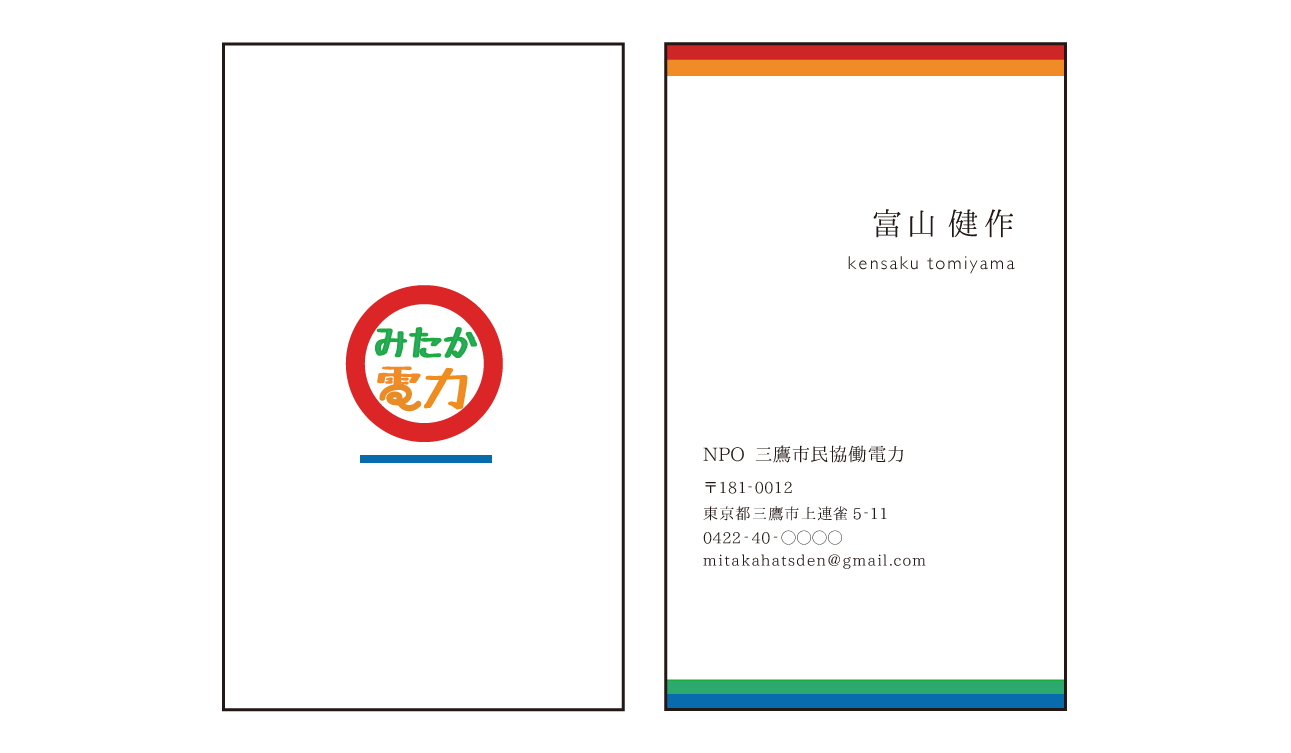 みたか
電力
富山 健作
kensaku tomiyama
NPO 三鷹市民協働電力
〒181-0012
東京都三鷹市上連雀 5-11
0422-40-○○○○
mitakahatsden@gmail.com